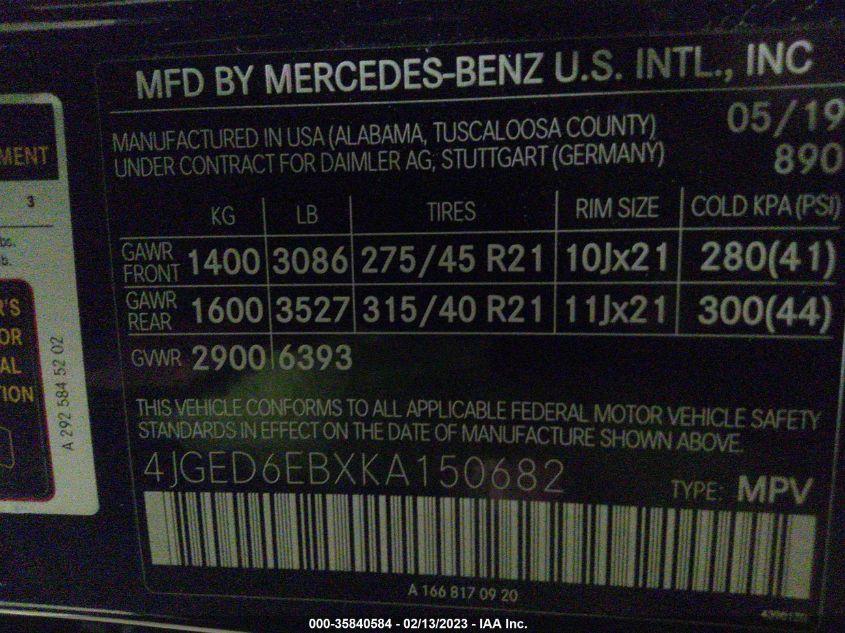 MFD BY MERCEDES-BENZ U.S. INTL., INC
MANUFACTURED IN USA (ALABAMA, TUSCALOOSA COUNTY) 05/19
UNDER CONTRACT FOR DAIMLER AG, STUTTGART (GERMANY) 890
KG LB TIRES RIM SIZE COLD KPA (PSI)
GAWR FRONT 1400 3086 275/45 R21 10Jx21 280(41)
GAWR REAR 1600 3527 315/40 R21 11Jx21 300(44)
GVWR 2900 6393
THIS VEHICLE CONFORMS TO ALL APPLICABLE FEDERAL MOTOR VEHICLE SAFETY
STANDARDS IN EFFECT ON THE DATE OF MANUFACTURE SHOWN ABOVE.
4JGED6EBXKA150682 TYPE: MPV
A 166 817 09 20
3
A 292 584 52 02
000-35840584 - 02/13/2023 - IAA Inc.